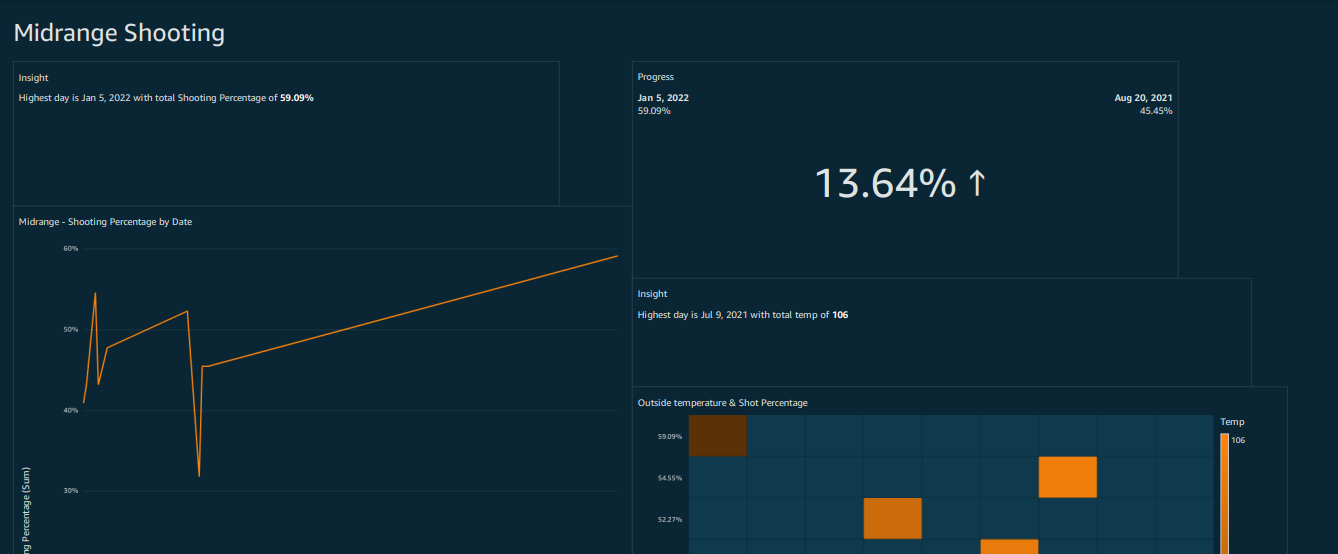 Midrange Shooting
Insight
Highest day is Jan 5, 2022 with total Shooting Percentage of 59.09%
Progress
Jan 5, 2022
Aug 20, 2021
59.09%
45.45%
13.64% ↑
Midrange - Shooting Percentage by Date
60%
50%
40%
30%
ng Percentage (Sum)
Insight
Highest day is Jul 9, 2021 with total temp of 106
Outside temperature & Shot Percentage
59.09%
54.55%
52.27%
Temp
106